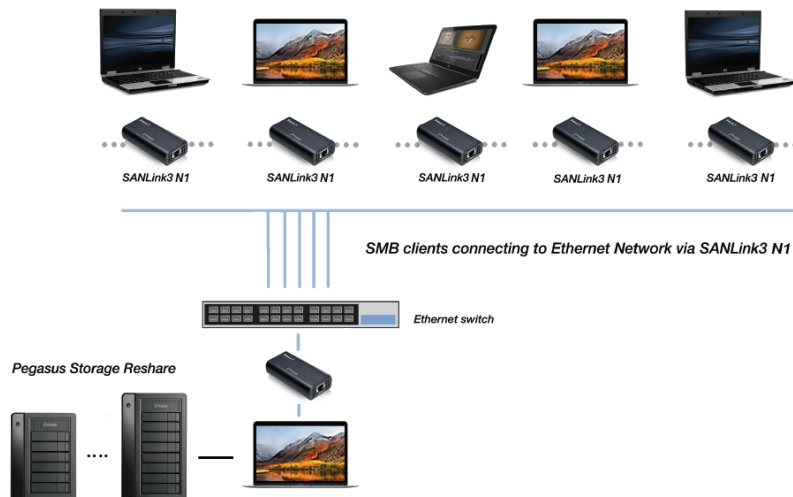 SANLink3 N1
SANLink3 N1
SANLink3 N1
SANLink3 N1
SANLink3 N1
SMB clients connecting to Ethernet Network via SANLink3 N1
Ethernet switch
Pegasus Storage Reshare